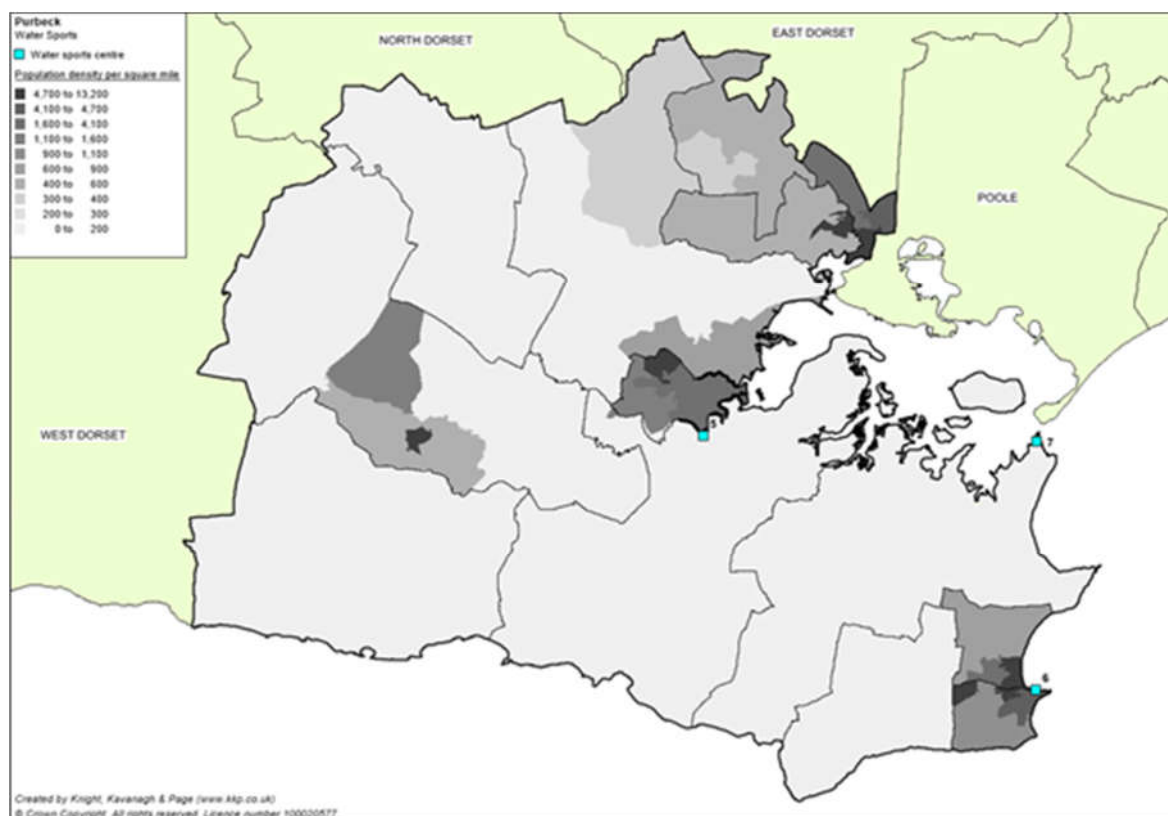 Purbeck
Water Sports
Water sports centre
Population density per square mile
4,700 to 13,200
4,100 to 4,700
1,600 to 4,100
1,100 to 1,600
900 to 1,100
600 to 900
400 to 600
300 to 400
200 to 300
0 to 200
NORTH DORSET
EAST DORSET
POOLE
WEST DORSET
5
7
6
Created by Knight, Kavanagh & Page (www.kkp.co.uk)
© Crown Copyright. All rights reserved. Licence number 100020577